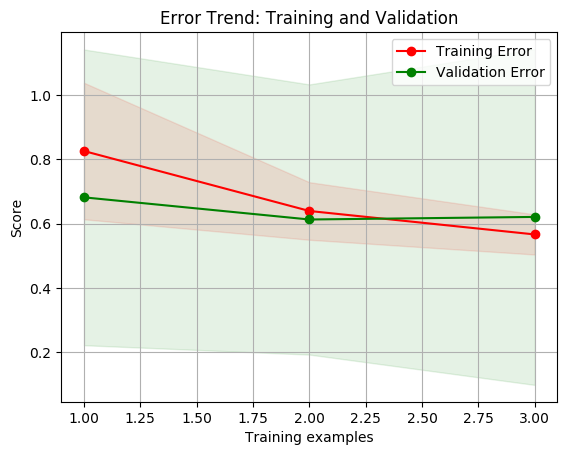 Error Trend: Training and Validation
Training Error
Validation Error
Score
1.0
0.8
0.6
0.4
0.2
1.00 1.25 1.50 1.75 2.00 2.25 2.50 2.75 3.00
Training examples